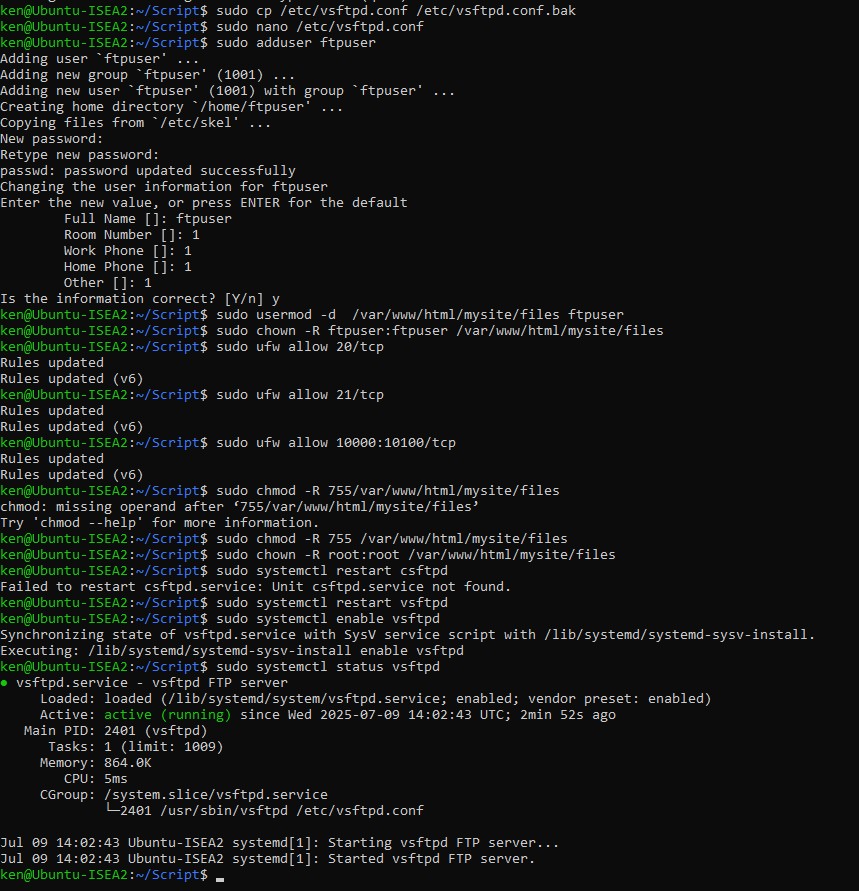 ken@Ubuntu-ISEA2:~/Script$ sudo cp /etc/vsftpd.conf /etc/vsftpd.conf.bak
ken@Ubuntu-ISEA2:~/Script$ sudo nano /etc/vsftpd.conf
ken@Ubuntu-ISEA2:~/Script$ sudo adduser ftpuser
Adding user `ftpuser' ...
Adding new group `ftpuser' (1001) ...
Adding new user `ftpuser' (1001) with group `ftpuser' ...
Creating home directory `/home/ftpuser' ...
Copying files from `/etc/skel' ...
New password:
Retype new password:
passwd: password updated successfully
Changing the user information for ftpuser
Enter the new value, or press ENTER for the default
        Full Name []: ftpuser
        Room Number []: 1
        Work Phone []: 1
        Home Phone []: 1
        Other []: 1
Is the information correct? [Y/n] y
ken@Ubuntu-ISEA2:~/Script$ sudo usermod -d  /var/www/html/mysite/files ftpuser
ken@Ubuntu-ISEA2:~/Script$ sudo chown -R ftpuser:ftpuser /var/www/html/mysite/files
ken@Ubuntu-ISEA2:~/Script$ sudo ufw allow 20/tcp
Rules updated
Rules updated (v6)
ken@Ubuntu-ISEA2:~/Script$ sudo ufw allow 21/tcp
Rules updated
Rules updated (v6)
ken@Ubuntu-ISEA2:~/Script$ sudo ufw allow 10000:10100/tcp
Rules updated
Rules updated (v6)
ken@Ubuntu-ISEA2:~/Script$ sudo chmod -R 755/var/www/html/mysite/files
chmod: missing operand after ‘755/var/www/html/mysite/files’
Try 'chmod --help' for more information.
ken@Ubuntu-ISEA2:~/Script$ sudo chmod -R 755 /var/www/html/mysite/files
ken@Ubuntu-ISEA2:~/Script$ sudo chown -R root:root /var/www/html/mysite/files
ken@Ubuntu-ISEA2:~/Script$ sudo systemctl restart csftpd
Failed to restart csftpd.service: Unit csftpd.service not found.
ken@Ubuntu-ISEA2:~/Script$ sudo systemctl restart vsftpd
ken@Ubuntu-ISEA2:~/Script$ sudo systemctl enable vsftpd
Synchronizing state of vsftpd.service with SysV service script with /lib/systemd/systemd-sysv-install.
Executing: /lib/systemd/systemd-sysv-install enable vsftpd
ken@Ubuntu-ISEA2:~/Script$ sudo systemctl status vsftpd
● vsftpd.service - vsftpd FTP server
     Loaded: loaded (/lib/systemd/system/vsftpd.service; enabled; vendor preset: enabled)
     Active: active (running) since Wed 2025-07-09 14:02:43 UTC; 2min 52s ago
   Main PID: 2401 (vsftpd)
      Tasks: 1 (limit: 1009)
     Memory: 864.0K
        CPU: 5ms
     CGroup: /system.slice/vsftpd.service
             └─2401 /usr/sbin/vsftpd /etc/vsftpd.conf
Jul 09 14:02:43 Ubuntu-ISEA2 systemd[1]: Starting vsftpd FTP server...
Jul 09 14:02:43 Ubuntu-ISEA2 systemd[1]: Started vsftpd FTP server.
ken@Ubuntu-ISEA2:~/Script$